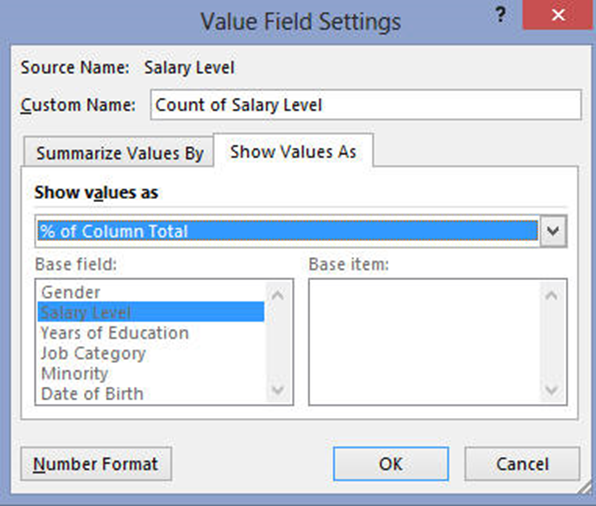 Value Field Settings ?
Source Name: Salary Level
Custom Name: Count of Salary Level
Summarize Values By Show Values As
Show values as
% of Column Total
Base field: Base item:
Gender
Salary Level
Years of Education
Job Category
Minority
Date of Birth
Number Format OK Cancel